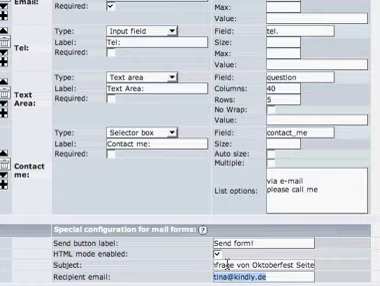 Email:
Required:
Max:
Value:
Tel:
Type: Input field
Label: Tel:
Required:
Field: tel.
Size:
Max:
Value:
Text Area:
Type: Text area
Label: Text Area:
Required:
Field: question
Columns: 40
Rows: 5
No Wrap:
Value:
Contact me:
Type: Selector box
Label: Contact me:
Required:
Field: contact_me
Auto size:
Multiple:
List options:
via e-mail
please call me
Special configuration for mail forms: (?)
Send button label: Send form!
HTML mode enabled:
Subject: nfrage von Oktoberfest Seite
Recipient email: tina@kindly.de